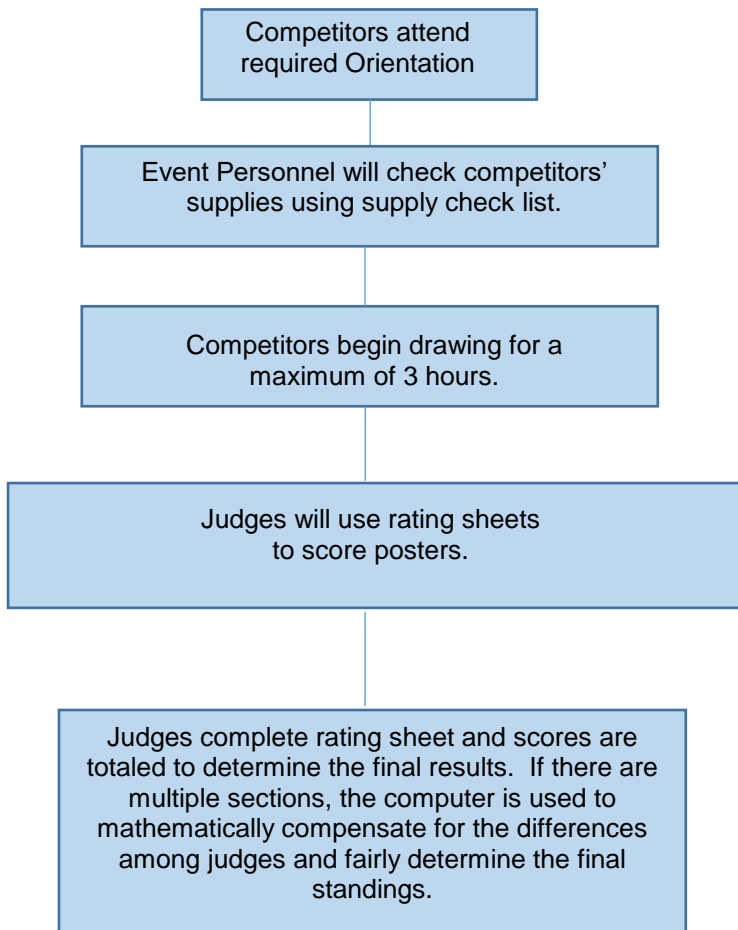 Competitors attend
required Orientation
Event Personnel will check competitors’
supplies using supply check list.
Competitors begin drawing for a
maximum of 3 hours.
Judges will use rating sheets
to score posters.
Judges complete rating sheet and scores are
totaled to determine the final results.  If there are
multiple sections, the computer is used to
mathematically compensate for the differences
among judges and fairly determine the final
standings.